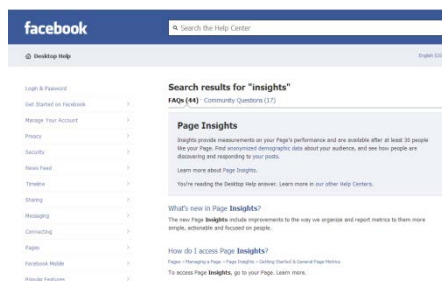 facebook
Search the Help Center
Desktop Help
English (US)
Login & Password
Get Started on Facebook
Manage Your Account
Privacy
Security
News Feed
Timeline
Sharing
Messaging
Connecting
Pages
Facebook Mobile
Popular Features
Search results for "insights"
FAQs (44) · Community Questions (17)
Page Insights
Insights provide measurements on your Page's performance and are available after at least 30 people
like your Page. Find anonymized demographic data about your audience, and see how people are
discovering and responding to your posts.
Learn more about Page Insights.
You're reading the Desktop Help answer. Learn more in our other Help Centers.
What's new in Page Insights?
The new Page Insights include improvements to the way we organize and report metrics to them more
simple, actionable and focused on people.
How do I access Page Insights?
Pages › Managing a Page › Page Insights › Getting Started & General Page Metrics
To access Page Insights, go to your Page. Learn more.